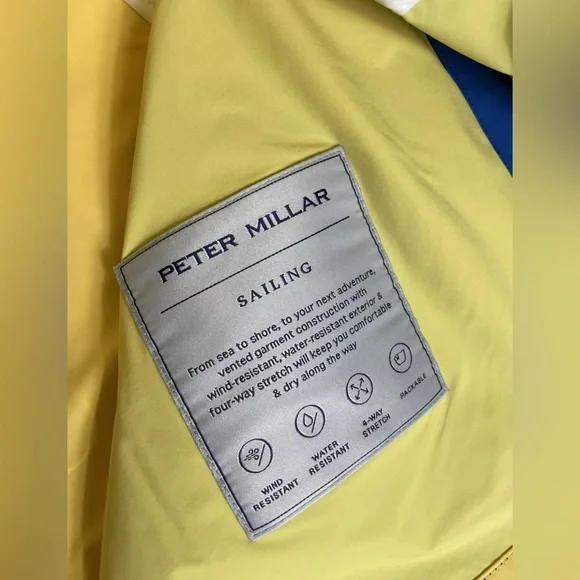 PETER MILLAR
SAILING
From sea to shore, to your next adventure,
vented garment construction with
wind-resistant, water-resistant exterior &
four-way stretch will keep you comfortable
& dry along the way
WIND
RESISTANT
WATER
RESISTANT
4-WAY
STRETCH
PACKABLE